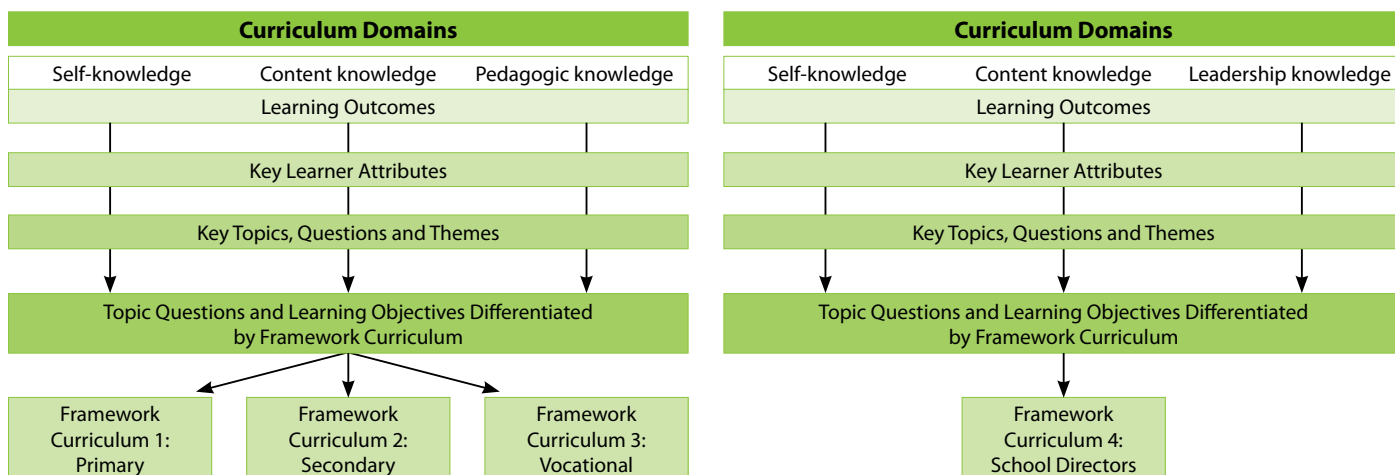 Curriculum Domains
Self-knowledge Content knowledge Pedagogic knowledge
Learning Outcomes
Key Learner Attributes
Key Topics, Questions and Themes
Topic Questions and Learning Objectives Differentiated
by Framework Curriculum
Framework
Curriculum 1:
Primary
Framework
Curriculum 2:
Secondary
Framework
Curriculum 3:
Vocational
Curriculum Domains
Self-knowledge Content knowledge Leadership knowledge
Learning Outcomes
Key Learner Attributes
Key Topics, Questions and Themes
Topic Questions and Learning Objectives Differentiated
by Framework Curriculum
Framework
Curriculum 4:
School Directors